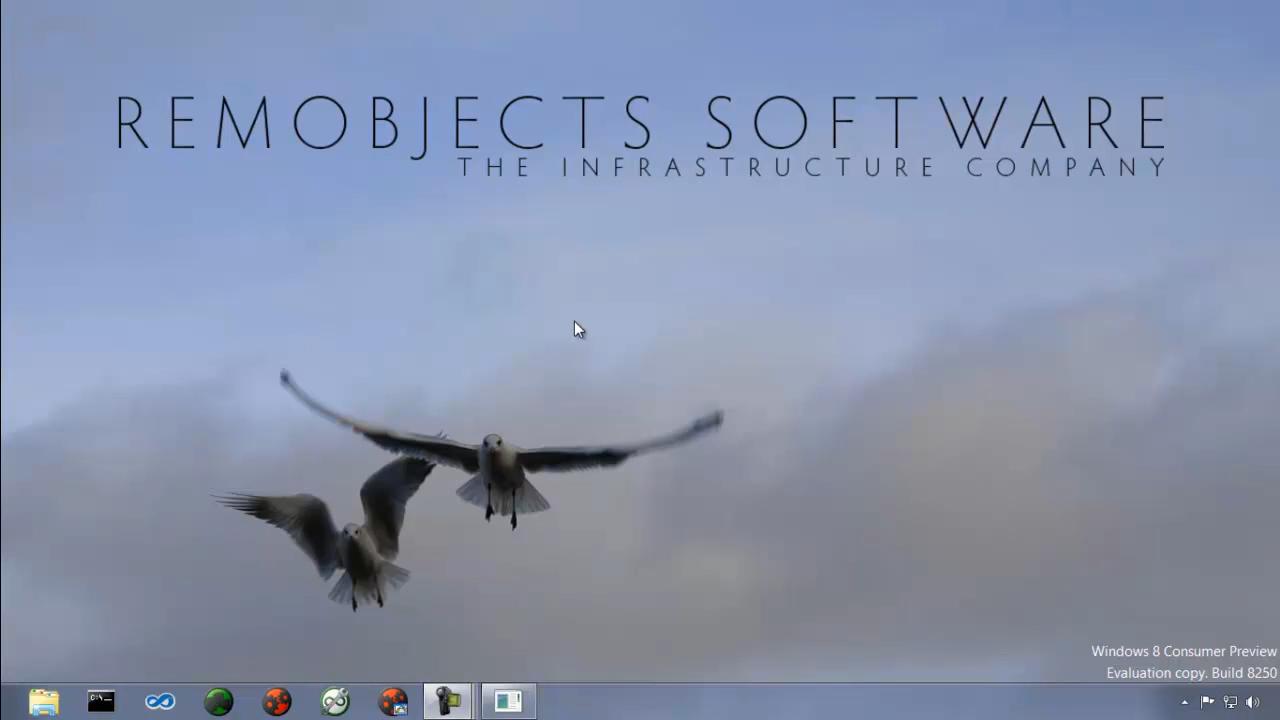 REMOBJECTS SOFTWARE
THE INFRASTRUCTURE COMPANY
Windows 8 Consumer Preview
Evaluation copy. Build 8250